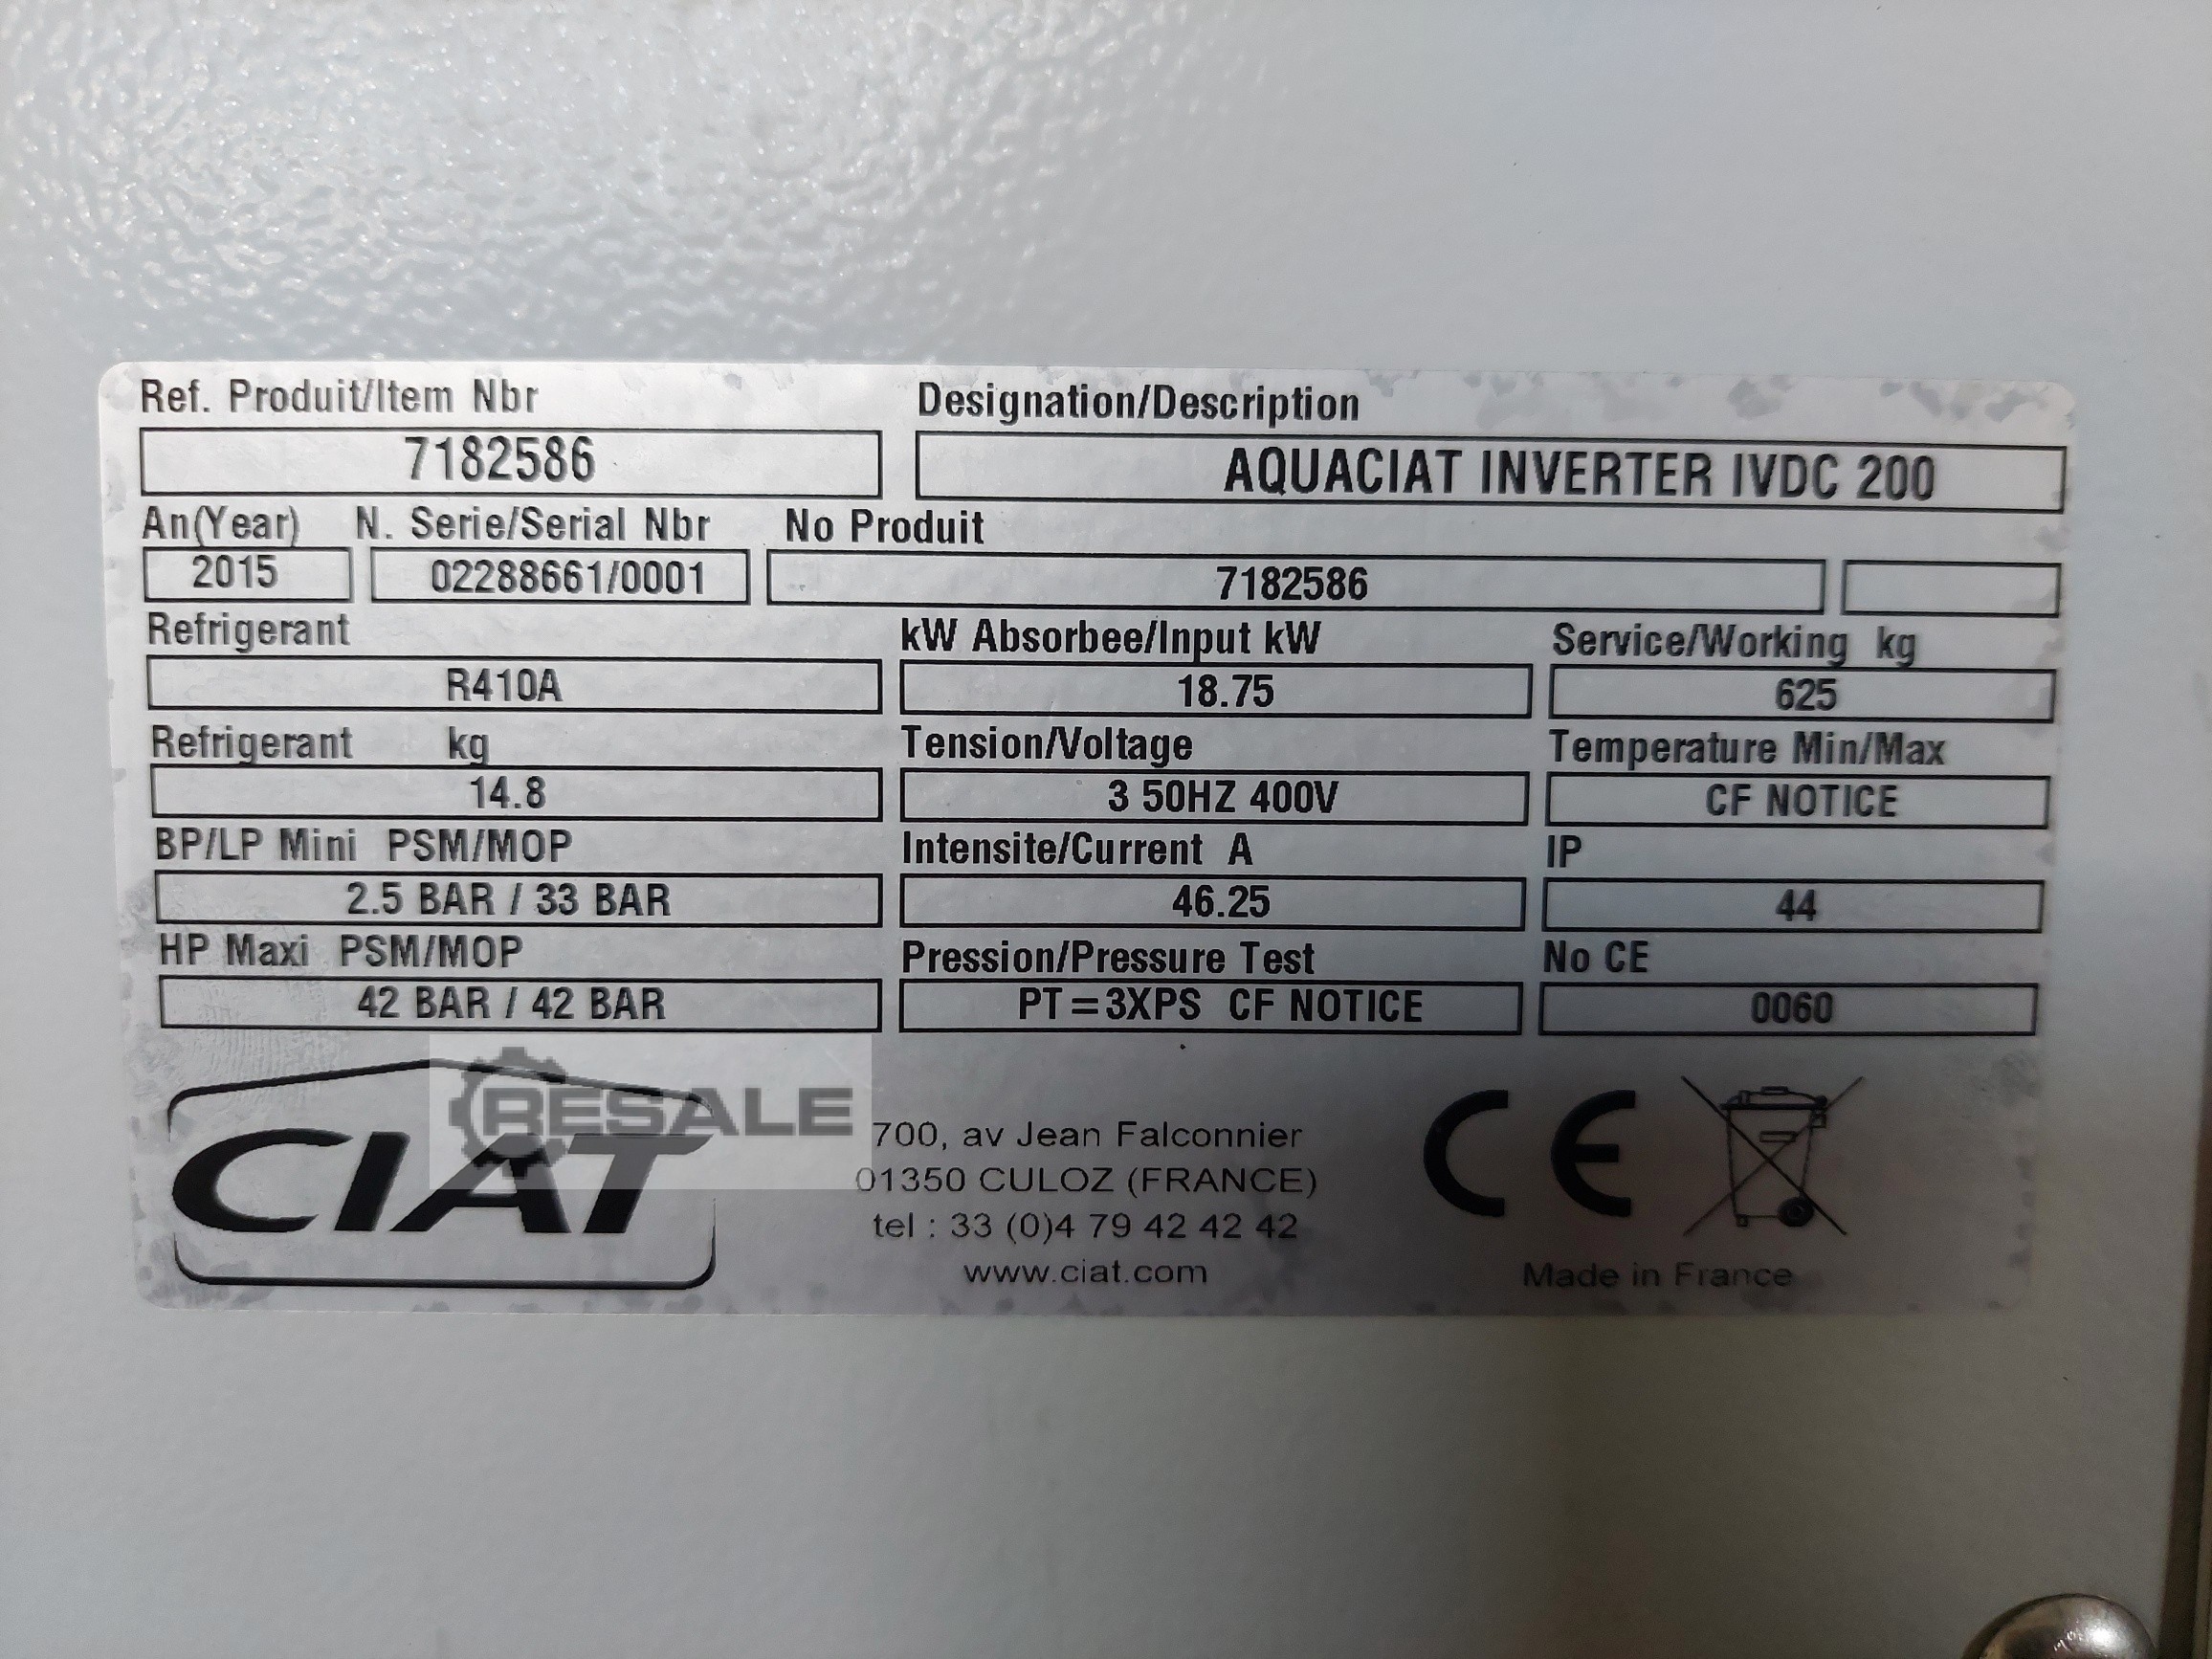 Ref. Produit/Item Nbr
Designation/Description
7182586
AQUACIAT INVERTER IVDC 200
An(Year) N. Serie/Serial Nbr No Produit
2015 02288661/0001 7182586
Refrigerant kW Absorbee/Input kW Service/Working kg
R410A 18.75 625
Refrigerant kg Tension/Voltage Temperature Min/Max
14.8 3 50HZ 400V CF NOTICE
BP/LP Mini PSM/MOP Intensite/Current A IP
2.5 BAR / 33 BAR 46.25 44
HP Maxi PSM/MOP Pression/Pressure Test No CE
42 BAR / 42 BAR PT=3XPS CF NOTICE 0060
RESALE
CIAT
700, av Jean Falconnier
01350 CULOZ (FRANCE)
tel : 33 (0)4 79 42 42 42
www.ciat.com
CE
Made in France